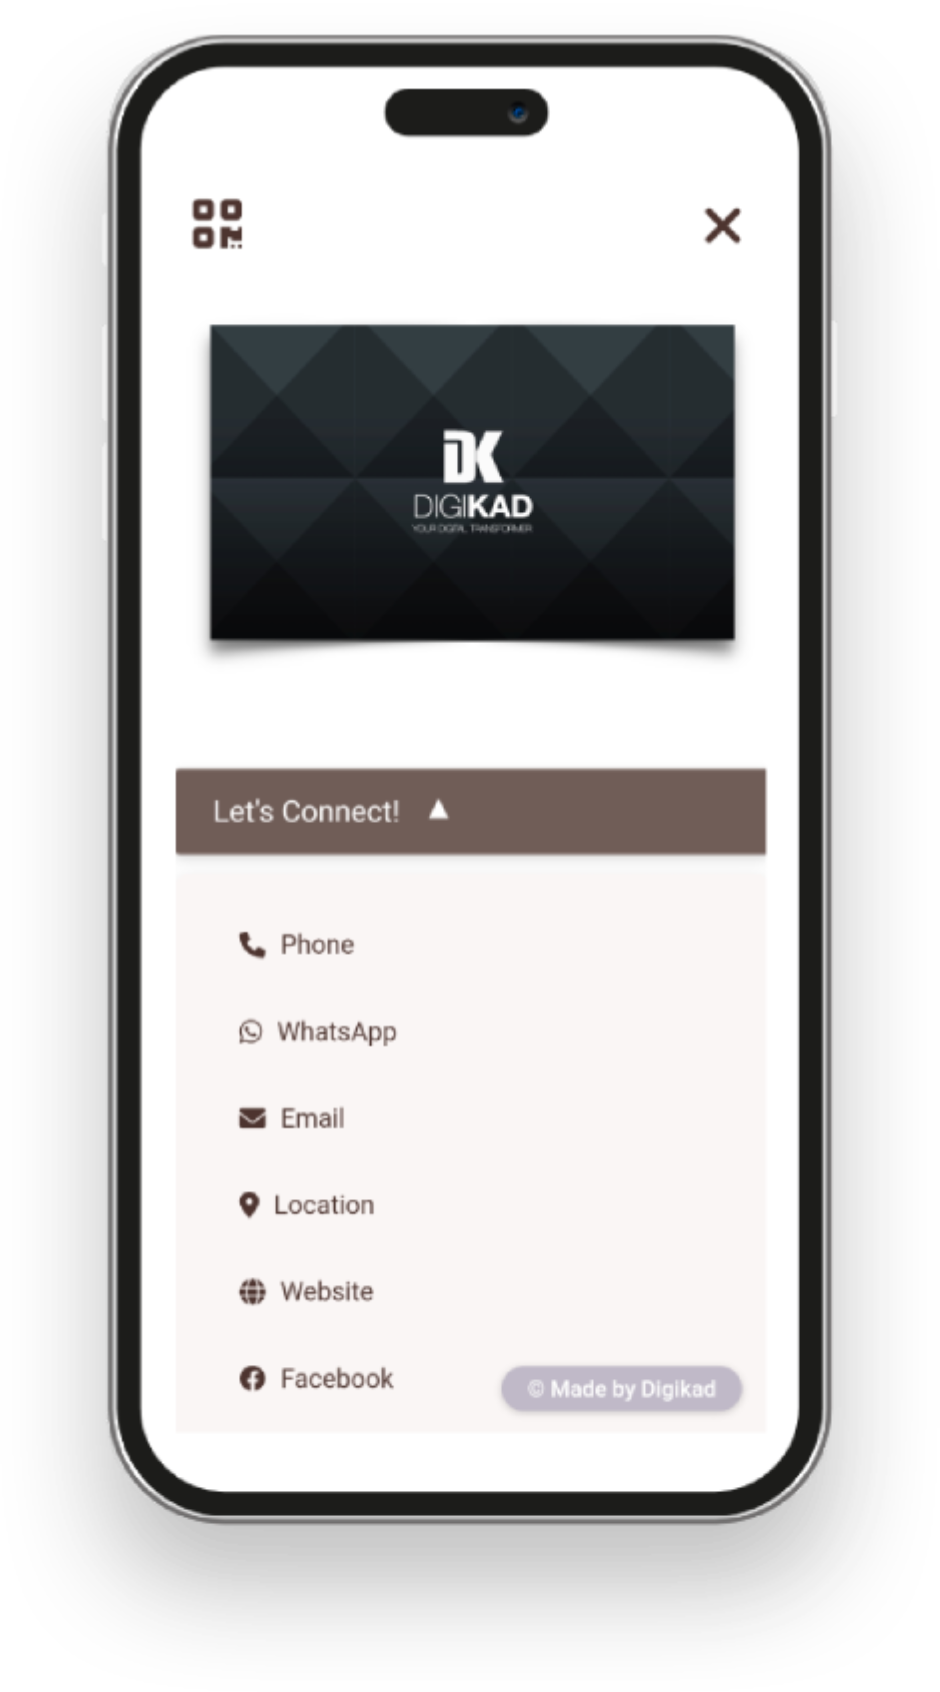 DK
DIGIKAD
YOUR DIGITAL TRANSFORMER
Let's Connect!
Phone
WhatsApp
Email
Location
Website
Facebook
© Made by Digikad